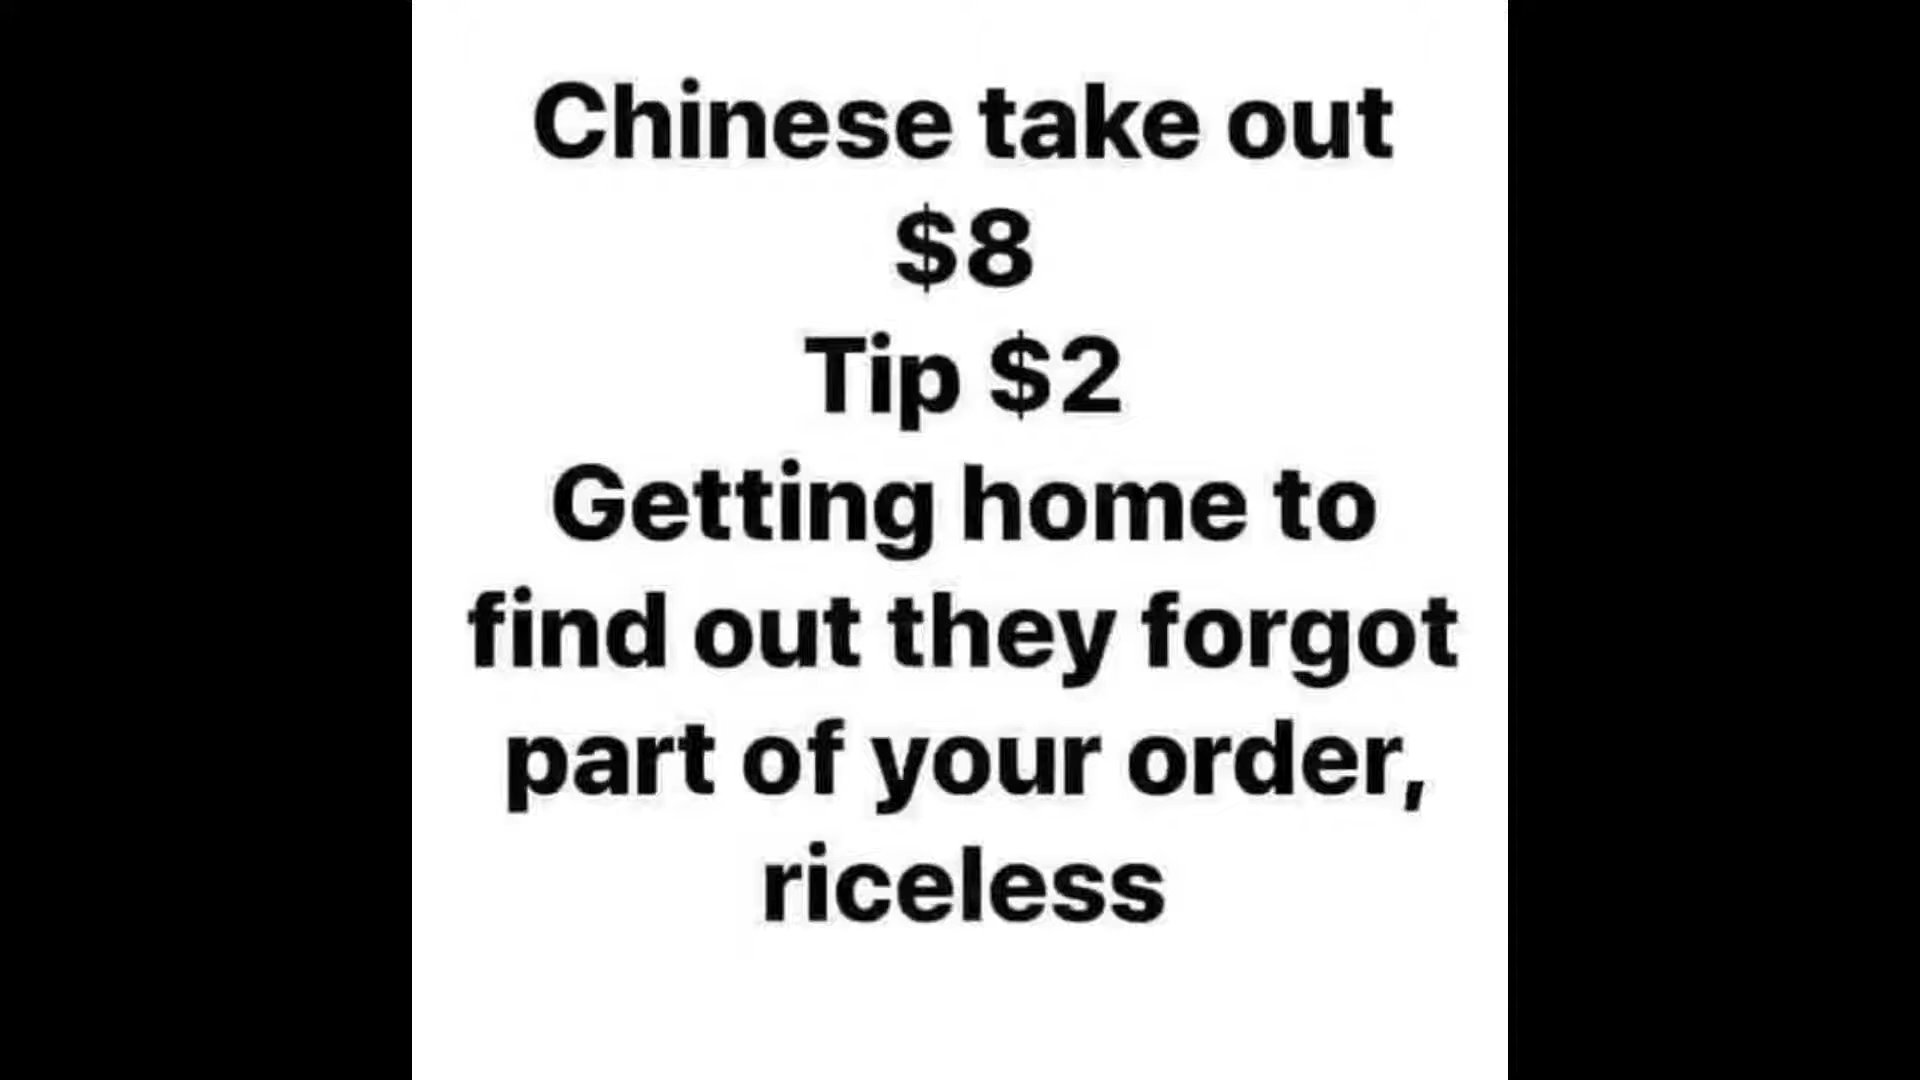 Chinese take out
$8
Tip $2
Getting home to
find out they forgot
part of your order,
riceless